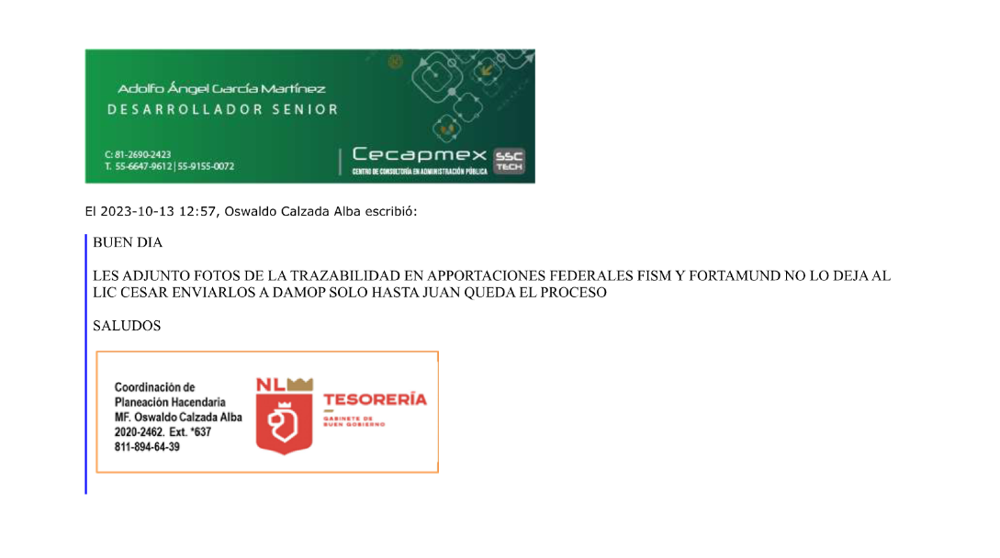 Adolfo Ángel García Martínez
DESARROLLADOR SENIOR
C: 81-2690-2423
T. 55-6647-9612 | 55-9155-0072
Cecapmex
CENTRO DE CONSULTORÍA EN ADMINISTRACIÓN PÚBLICA
SSC
TECH
El 2023-10-13 12:57, Oswaldo Calzada Alba escribió:
BUEN DIA
LES ADJUNTO FOTOS DE LA TRAZABILIDAD EN APPORTACIONES FEDERALES FISM Y FORTAMUND NO LO DEJA AL
LIC CESAR ENVIARLOS A DAMOP SOLO HASTA JUAN QUEDA EL PROCESO
SALUDOS
Coordinación de
Planeación Hacendaria
MF. Oswaldo Calzada Alba
2020-2462. Ext. *637
811-894-64-39
NL
TESORERÍA
GABINETE DE
BUEN GOBIERNO